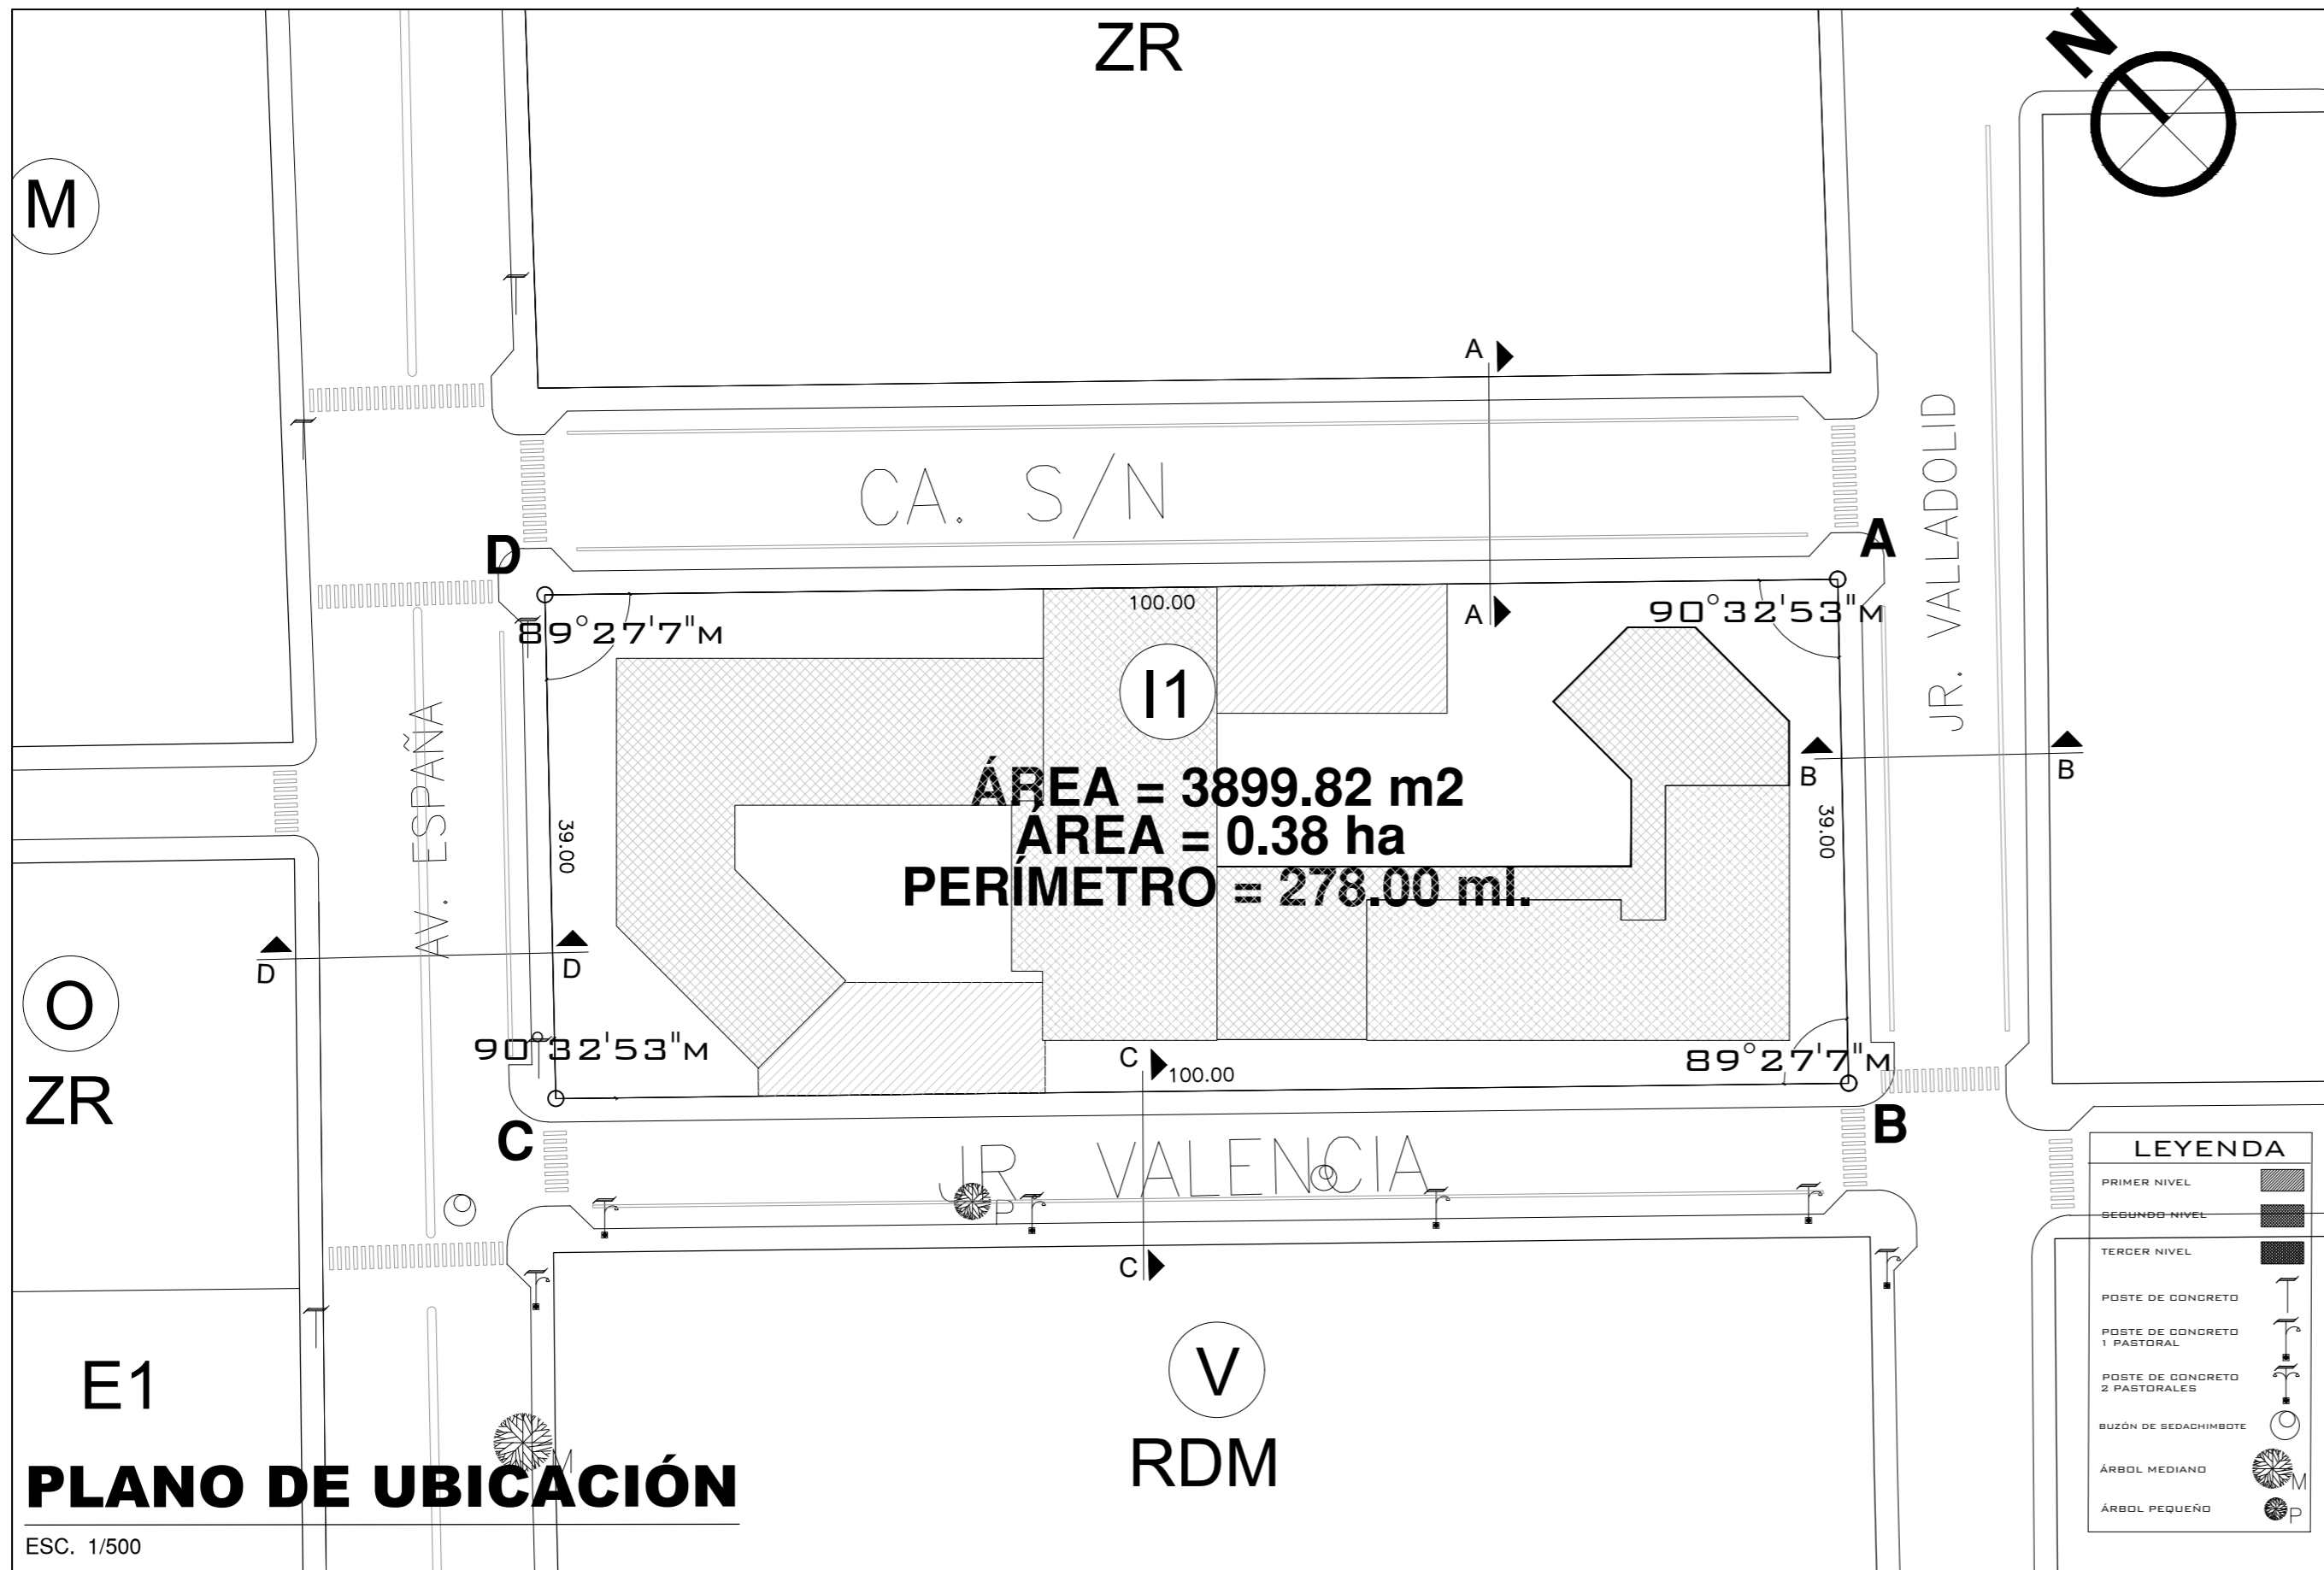 ZR
N
M
A
CA. S/N
JR. VALLADOLID
D
A
100.00
A
89°27'7"M
90°32'53"M
I1
AV. ESPAÑA
ÁREA = 3899.82 m2
ÁREA = 0.38 ha
PERÍMETRO = 278.00 ml.
39.00
39.00
B
B
D
D
O
ZR
90°32'53"M
C
100.00
89°27'7"M
C
B
JR. VALENCIA
P
C
V
RDM
E1
M
PLANO DE UBICACIÓN
ESC. 1/500
LEYENDA
PRIMER NIVEL
SEGUNDO NIVEL
TERCER NIVEL
POSTE DE CONCRETO
POSTE DE CONCRETO
1 PASTORAL
POSTE DE CONCRETO
2 PASTORALES
BUZÓN DE SEDACHIMBOTE
ÁRBOL MEDIANO
M
ÁRBOL PEQUEÑO
P